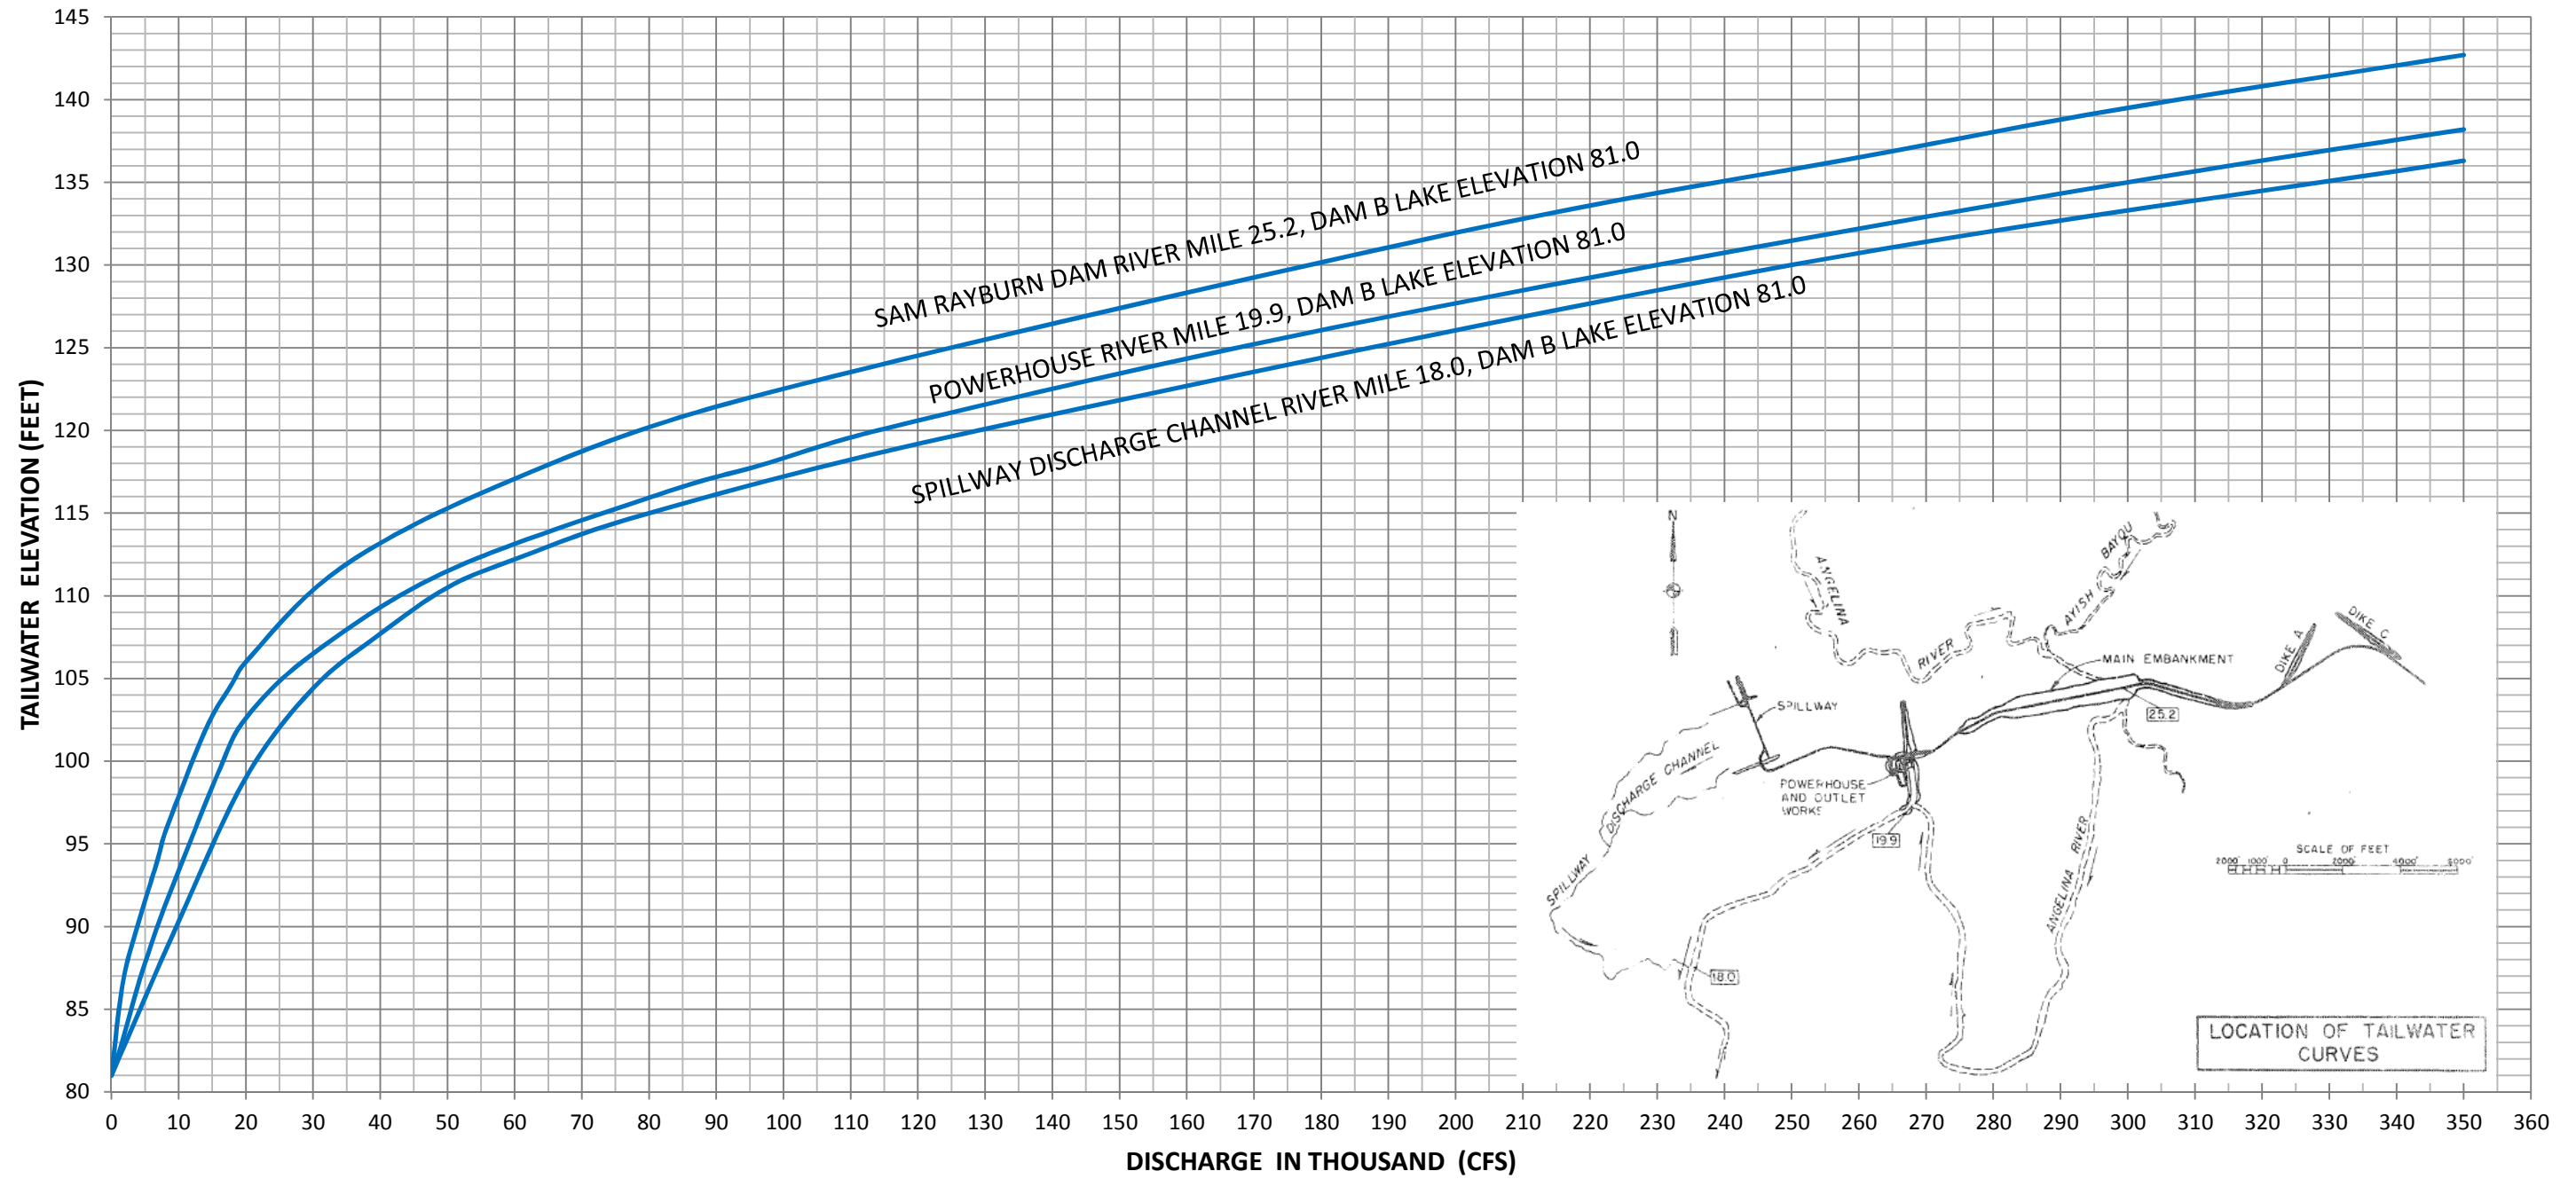 145
140
135
130
125
120
115
110
105
100
95
90
85
80
TAILWATER ELEVATION (FEET)
SAM RAYBURN DAM RIVER MILE 25.2, DAM B LAKE ELEVATION 81.0
POWERHOUSE RIVER MILE 19.9, DAM B LAKE ELEVATION 81.0
SPILLWAY DISCHARGE CHANNEL RIVER MILE 18.0, DAM B LAKE ELEVATION 81.0
N
ANGELINA
RIVER
AYISH BAYOU
DIKE A
DIKE C
MAIN EMBANKMENT
25.2
SPILLWAY
SPILLWAY DISCHARGE CHANNEL
POWERHOUSE
AND OUTLET
WORKS
19.9
ANGELINA RIVER
18.0
SCALE OF FEET
2000' 1000' 0 2000' 4000'
LOCATION OF TAILWATER
CURVES
0 10 20 30 40 50 60 70 80 90 100 110 120 130 140 150 160 170 180 190 200 210 220 230 240 250 260 270 280 290 300 310 320 330 340 350 360
DISCHARGE IN THOUSAND (CFS)